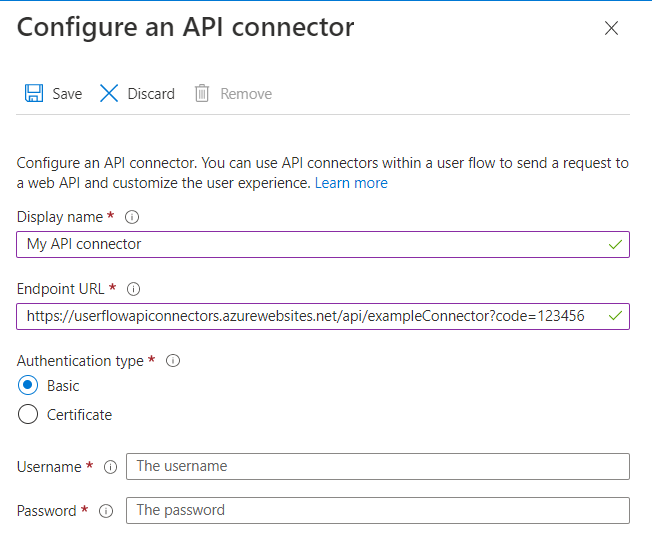 Configure an API connector
Save Discard Remove
Configure an API connector. You can use API connectors within a user flow to send a request to
a web API and customize the user experience. Learn more
Display name *
My API connector
Endpoint URL *
https://userflowapiconnectors.azurewebsites.net/api/exampleConnector?code=123456
Authentication type *
Basic
Certificate
Username * The username
Password * The password